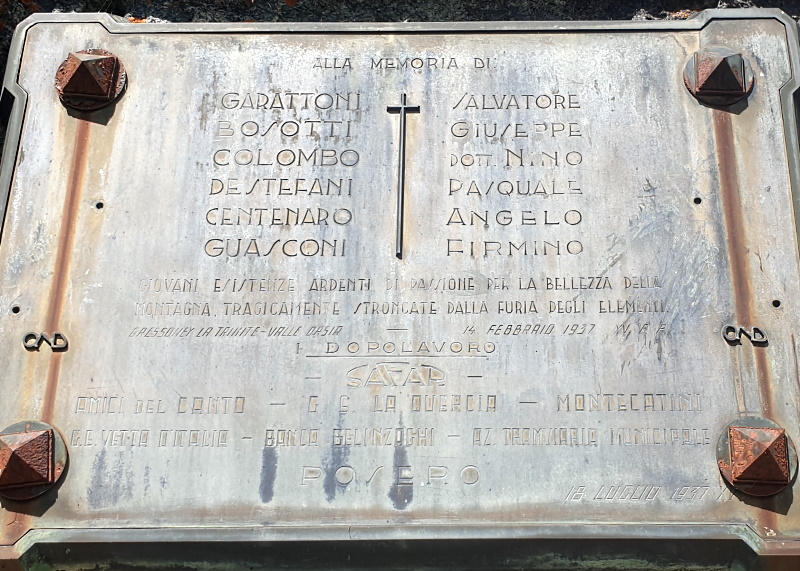 ALLA MEMORIA DI
GARATTONI SALVATORE
BOSOTTI GIUSEPPE
COLOMBO DOTT. NINO
DESTEFANI PASQUALE
CENTENARO ANGELO
GUASCONI FIRMINO
GIOVANI ESISTENZE ARDENTI DI PASSIONE PER LA BELLEZZA DELLA
MONTAGNA, TRAGICAMENTE STRONCATE DALLA FURIA DEGLI ELEMENTI.
GRESSONEY LA TRINITE - VALLE D'AOSTA — 14 FEBBRAIO 1937 XV E.F.
I DOPOLAVORO
— SAFAR —
AMICI DEL CANTO — G.E. LA QUERCIA — MONTECATINI
G.E. VETTA D'ITALIA — BANCA BELINZAGHI — AZ. TRAMVIARIA MUNICIPALE
POSERO
18 LUGLIO 1937